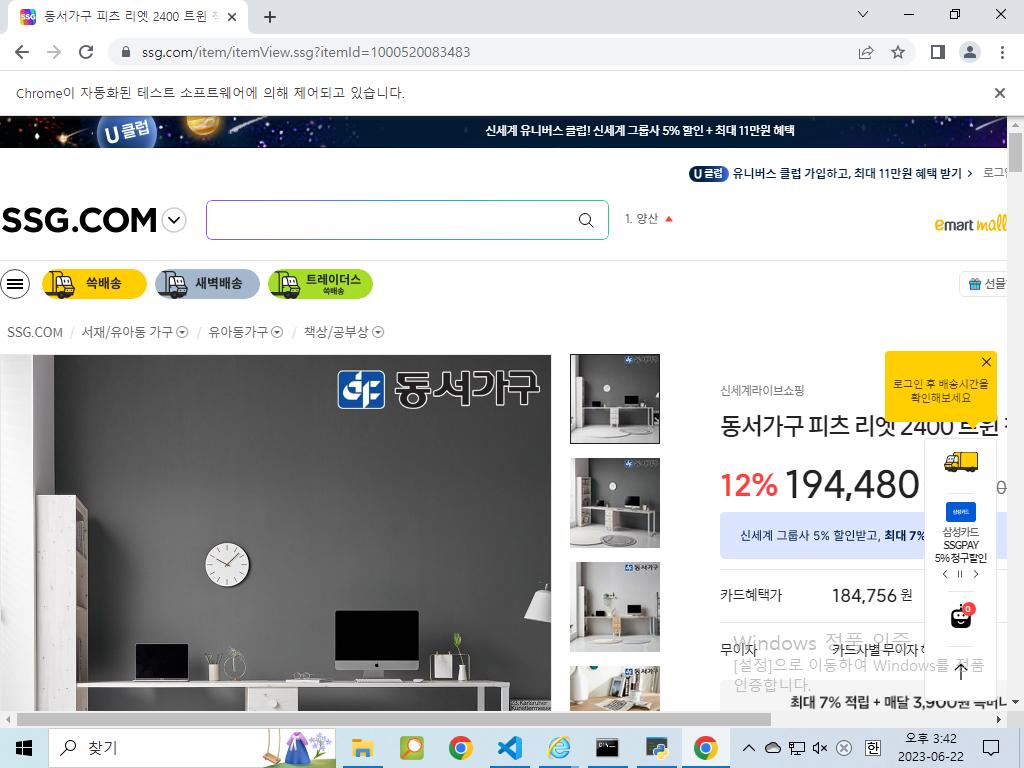 동서가구 피츠 리엣 2400 트윈
ssg.com/item/itemView.ssg?itemId=1000520083483
Chrome이 자동화된 테스트 소프트웨어에 의해 제어되고 있습니다.
U 클럽
신세계 유니버스 클럽! 신세계 그룹사 5% 할인 + 최대 11만원 혜택
U 클럽 유니버스 클럽 가입하고, 최대 11만원 혜택 받기
SSG.COM
1. 양산
emart mall
쓱배송
새벽배송
트레이더스
쓱배송
선물
SSG.COM / 서재/유아동 가구 / 유아동가구 / 책상/공부상
동서가구
로그인 후 배송시간을
확인해보세요
신세계라이브쇼핑
동서가구 피츠 리엣 2400 트윈
12% 194,480
신세계 그룹사 5% 할인받고, 최대 7%
삼성카드
삼성카드
SSGPAY
5% 청구할인
카드혜택가 184,756 원
0
무이자 카드사별 무이자
Windows 정품 인증
[설정]으로 이동하여 Windows를 정품
인증합니다.
최대 7% 적립 + 매달 3,900원
23. Karlsruher
Künstlermesse
찾기
한
오후 3:42
2023-06-22